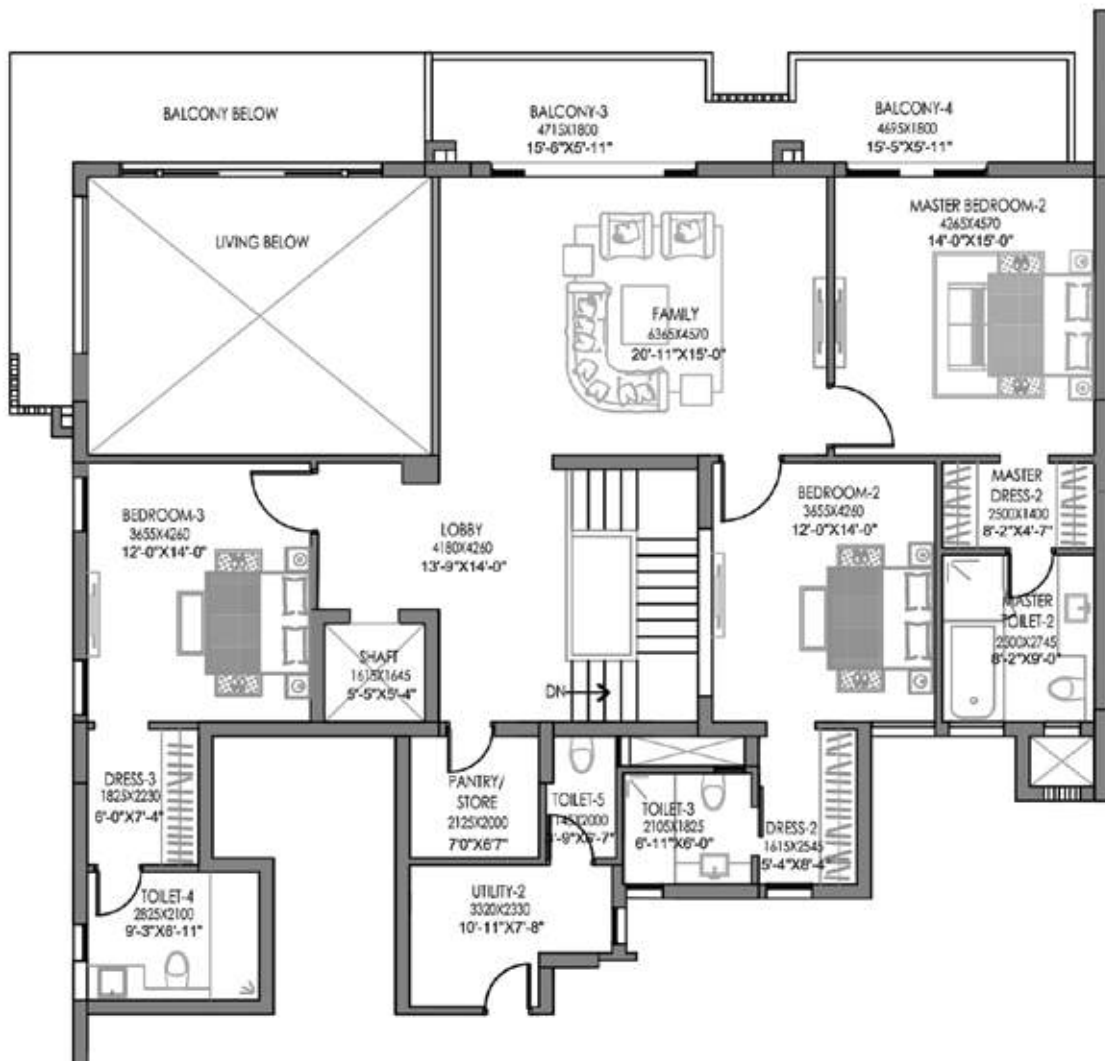 BALCONY BELOW
BALCONY-3
4715X1800
15'-6"X5'-11"
BALCONY-4
4695X1800
15'-5"X5'-11"
LIVING BELOW
MASTER BEDROOM-2
4265X4570
14'-0"X15'-0"
FAMILY
6365X4570
20'-11"X15'-0"
BEDROOM-3
3655X4260
12'-0"X14'-0"
LOBBY
4180X4260
13'-9"X14'-0"
BEDROOM-2
3655X4260
12'-0"X14'-0"
MASTER
DRESS-2
2500X1400
8'-2"X4'-7"
MASTER
TOILET-2
2500X2745
8'-2"X9'-0"
SHAFT
1615X1645
5'-5"X5'-4"
DN
DRESS-3
1825X2230
6'-0"X7'-4"
PANTRY/
STORE
2125X2000
7'0"X6'7"
TOILET-5
TOILET-3
2105X1825
6'-11"X6'-0"
DRESS-2
1615X2545
5'-4"X8'-4"
TOILET-4
2825X2100
9'-3"X6'-11"
UTILITY-2
3320X2330
10'-11"X7'-8"